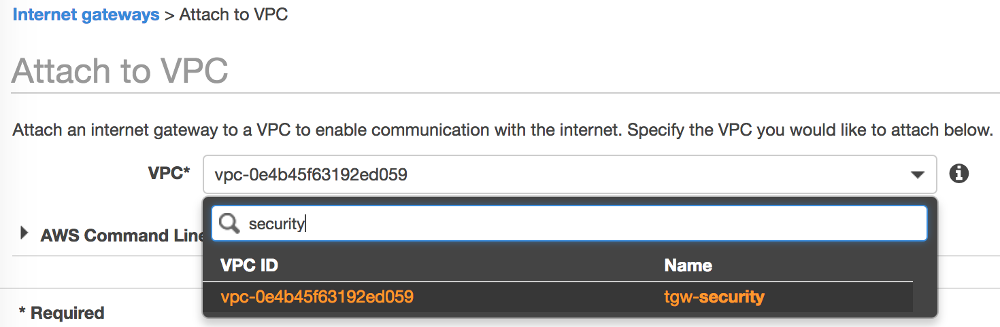 Internet gateways > Attach to VPC
Attach to VPC
Attach an internet gateway to a VPC to enable communication with the internet. Specify the VPC you would like to attach below.
VPC* vpc-0e4b45f63192ed059
security
AWS Command Line
VPC ID Name
vpc-0e4b45f63192ed059 tgw-security
* Required